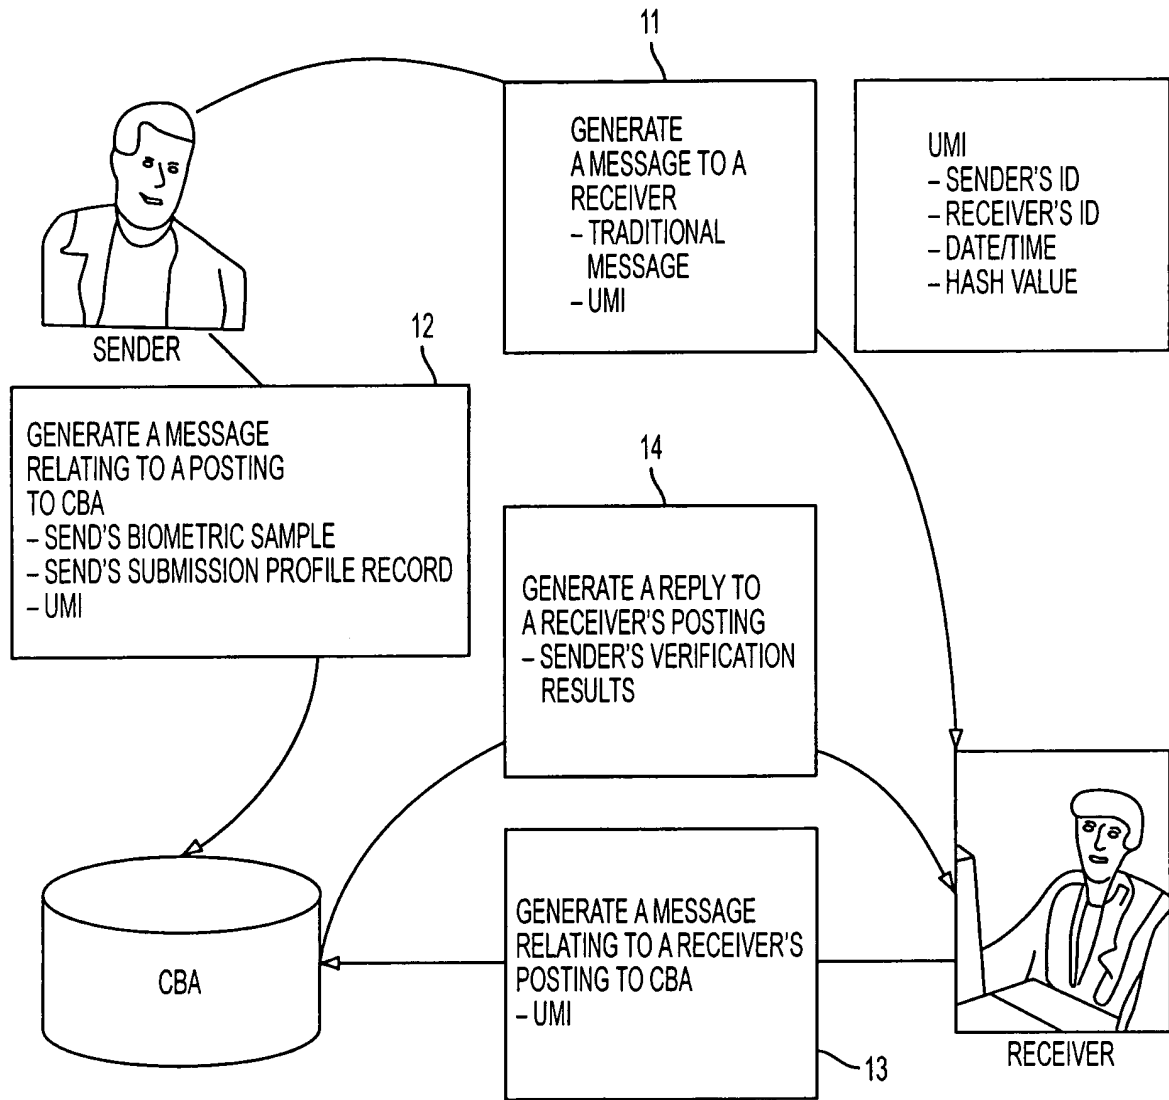 11
GENERATE
A MESSAGE TO A
RECEIVER
– TRADITIONAL
MESSAGE
– UMI
UMI
– SENDER'S ID
– RECEIVER'S ID
– DATE/TIME
– HASH VALUE
SENDER
12
GENERATE A MESSAGE
RELATING TO A POSTING
TO CBA
– SEND'S BIOMETRIC SAMPLE
– SEND'S SUBMISSION PROFILE RECORD
– UMI
14
GENERATE A REPLY TO
A RECEIVER'S POSTING
– SENDER'S VERIFICATION
RESULTS
CBA
GENERATE A MESSAGE
RELATING TO A RECEIVER'S
POSTING TO CBA
– UMI
13
RECEIVER